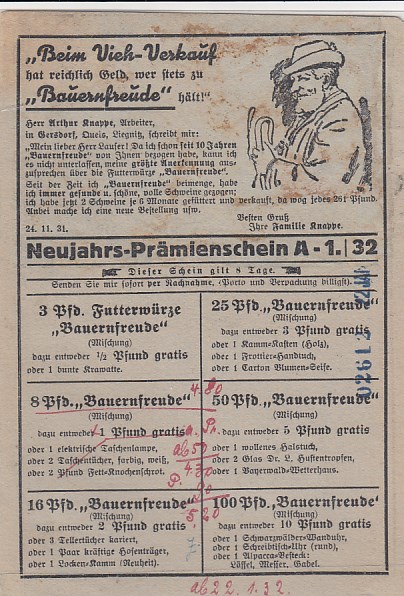 „Beim Vieh-Verkauf
hat reichlich Geld, wer stets zu
„Bauernfreude" hält!"
Herr Arthur Knappe, Arbeiter,
in Gersdorf, Queis, Liegnitz, schreibt mir:
„Mein lieber Herr Lauser! Da ich schon seit 10 Jahren
„Bauernfreude" von Ihnen bezogen habe, kann ich
es nicht unterlassen, meine größte Anerkennung aus-
zusprechen über die Futterwürze „Bauernfreude".
Seit der Zeit ich „Bauernfreude" beimenge, habe
ich immer gesunde u. schöne, volle Schweine gezogen;
ich habe jetzt 2 Schweine je 6 Monate gefüttert und verkauft, da wog jedes 261 Pfund.
Anbei mache ich eine neue Bestellung usw.
Besten Gruß
24. 11. 31.
Ihre Familie Knappe.
Neujahrs-Prämienschein A - 1. | 32
Dieser Schein gilt 8 Tage.
Senden Sie mir sofort per Nachnahme, (Porto und Verpackung billigst).
3 Pfd. Futterwürze
„Bauernfreude"
(Mischung)
dazu entweder ½ Pfund gratis
oder 1 bunte Krawatte.
25 Pfd. „Bauernfreude"
(Mischung)
dazu entweder 3 Pfund gratis
oder 1 Kamm-Kasten (Holz),
oder 1 Frottier-Handtuch,
oder 1 Carton Blumen-Seife.
8 Pfd. „Bauernfreude" 4.80
(Mischung)
dazu entweder 1 Pfund gratis
oder 1 elektrische Taschenlampe,
oder 2 Taschentücher, farbig, weiß,
oder 2 Pfund Fett-Knochenschrot.
50 Pfd. „Bauernfreude"
(Mischung)
dazu entweder 5 Pfund gratis
oder 1 wollenes Halstuch,
oder 2 Glas Dr. L. Hustentropfen,
oder 1 Bayerwald-Wetterhaus.
16 Pfd. „Bauernfreude"
(Mischung)
dazu entweder 2 Pfund gratis
oder 3 Tellertücher kariert,
oder 1 Paar kräftige Hosenträger,
oder 1 Locken-Kamm (Neuheit).
5.20
100 Pfd. „Bauernfreude"
(Mischung)
dazu entweder 10 Pfund gratis
oder 1 Schwarzwälder-Wanduhr,
oder 1 Schreibtisch-Uhr (rund),
oder 1 Alpacca-Besteck:
Löffel, Messer, Gabel.
ab 22. 1. 32.